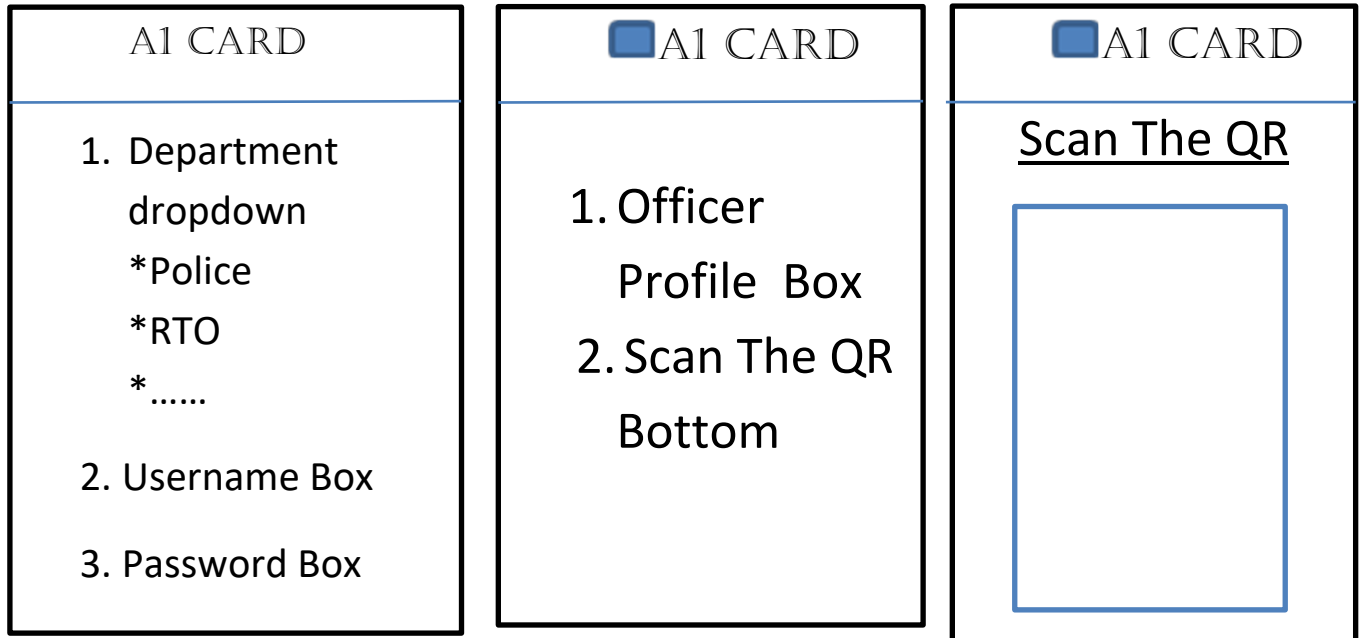 A1 CARD
1. Department
dropdown
*Police
*RTO
*......
2. Username Box
3. Password Box
A1 CARD
1. Officer
Profile Box
2. Scan The QR
Bottom
A1 CARD
Scan The QR